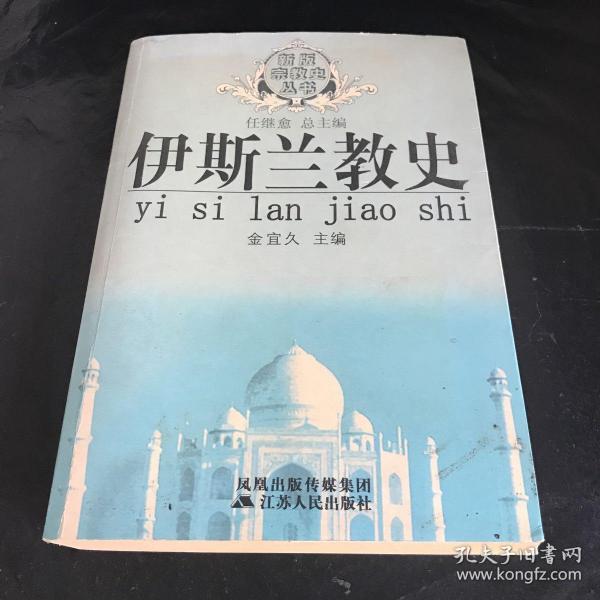 新版
宗教史
丛书
任继愈 总主编
伊斯兰教史
yi si lan jiao shi
金宜久 主编
凤凰出版传媒集团
江苏人民出版社
孔夫子旧书网
www.kongfz.com